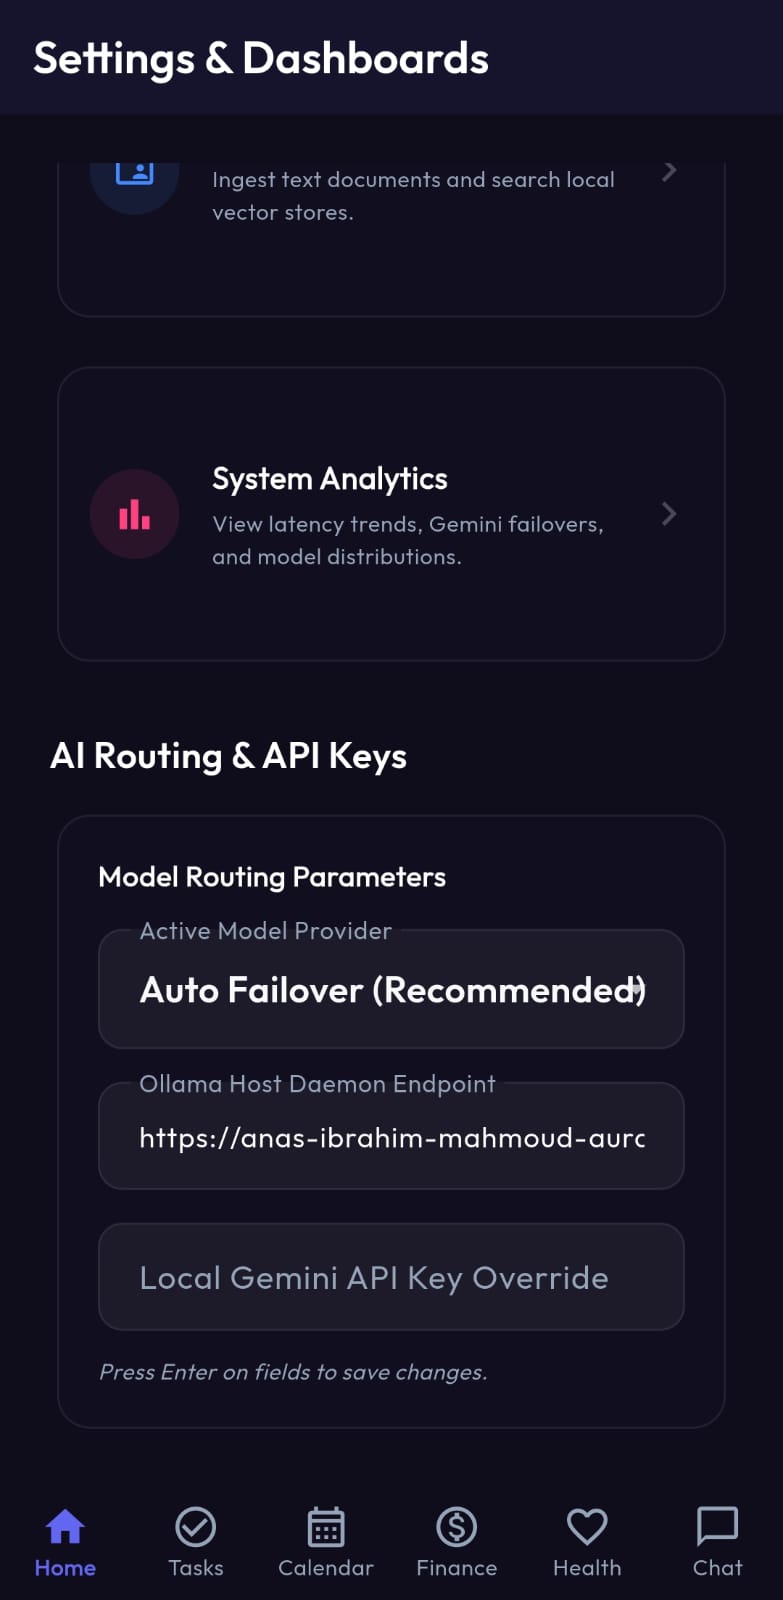 Settings & Dashboards
Ingest text documents and search local
vector stores.
System Analytics
View latency trends, Gemini failovers,
and model distributions.
AI Routing & API Keys
Model Routing Parameters
Active Model Provider
Auto Failover (Recommended)
Ollama Host Daemon Endpoint
https://anas-ibrahim-mahmoud-aurc
Local Gemini API Key Override
Press Enter on fields to save changes.
Home
Tasks
Calendar
Finance
Health
Chat